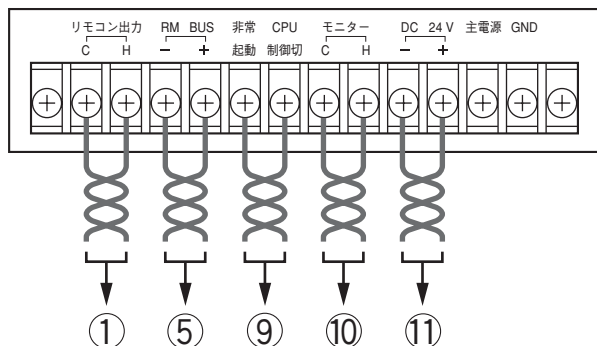 リモコン出力 RM BUS 非常 CPU モニター DC 24 V 主電源 GND
C H − + 起動 制御切 C H − +
① ⑤ ⑨ ⑩ ⑪